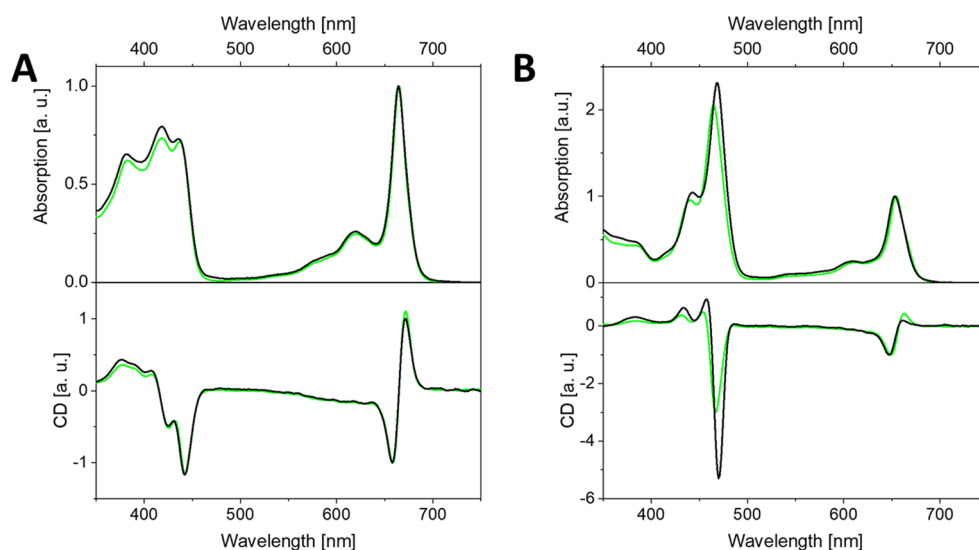 Wavelength [nm]
400 500 600 700
A
Absorption [a. u.]
1.0
0.5
0.0
CD [a. u.]
1
0
-1
400 500 600 700
Wavelength [nm]
Wavelength [nm]
400 500 600 700
B
Absorption [a.u.]
2
1
0
CD [a. u.]
0
-2
-4
-6
400 500 600 700
Wavelength [nm]